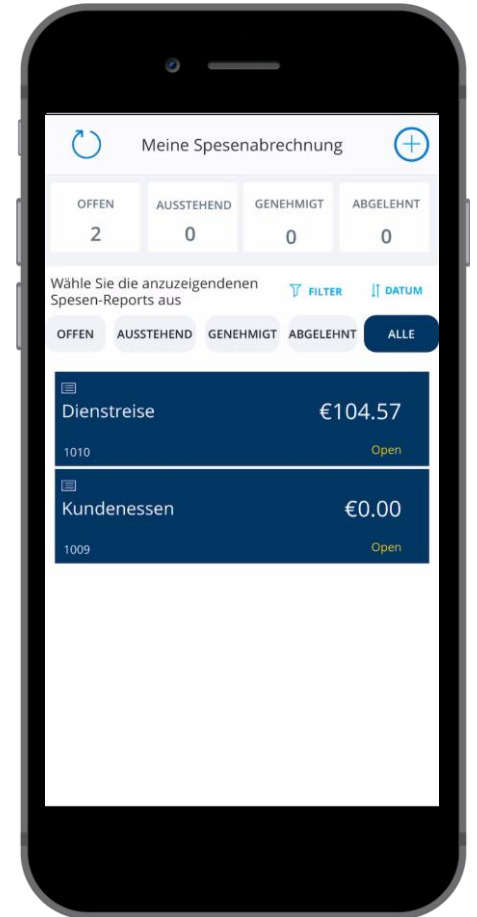 Meine Spesenabrechnung
OFFEN AUSSTEHEND GENEHMIGT ABGELEHNT
2 0 0 0
Wähle Sie die anzuzeigendenen
Spesen-Reports aus
FILTER DATUM
OFFEN AUSSTEHEND GENEHMIGT ABGELEHNT ALLE
Dienstreise €104.57
1010 Open
Kundenessen €0.00
1009 Open